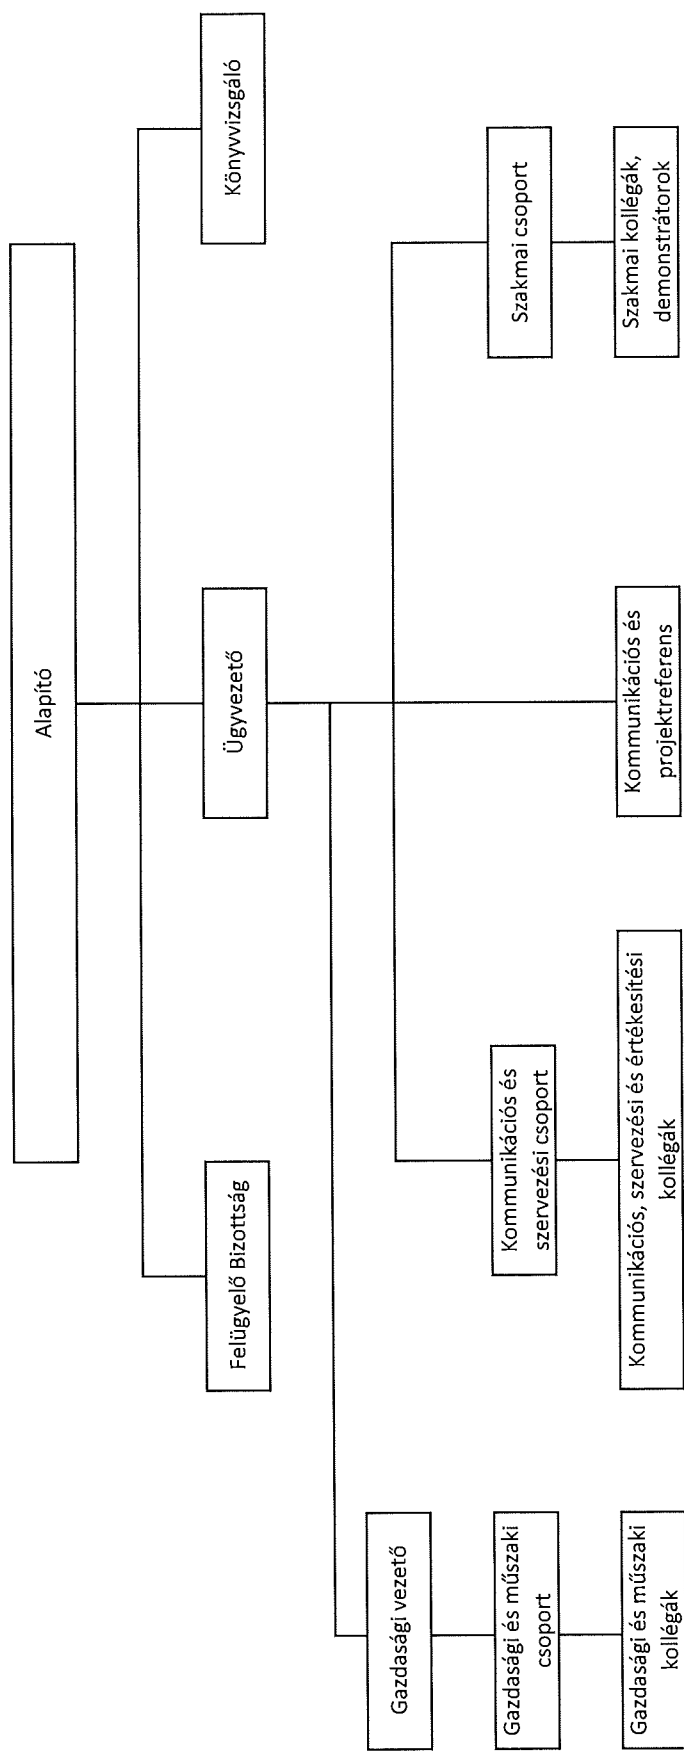 Alapító
Felügyelő Bizottság
Ügyvezető
Könyvvizsgáló
Gazdasági vezető
Gazdasági és műszaki
csoport
Kommunikációs és
szervezési csoport
Szakmai csoport
Gazdasági és műszaki
kollégák
Kommunikációs, szervezési és értékesítési
kollégák
Kommunikációs és
projektreferens
Szakmai kollégák,
demonstrátorok